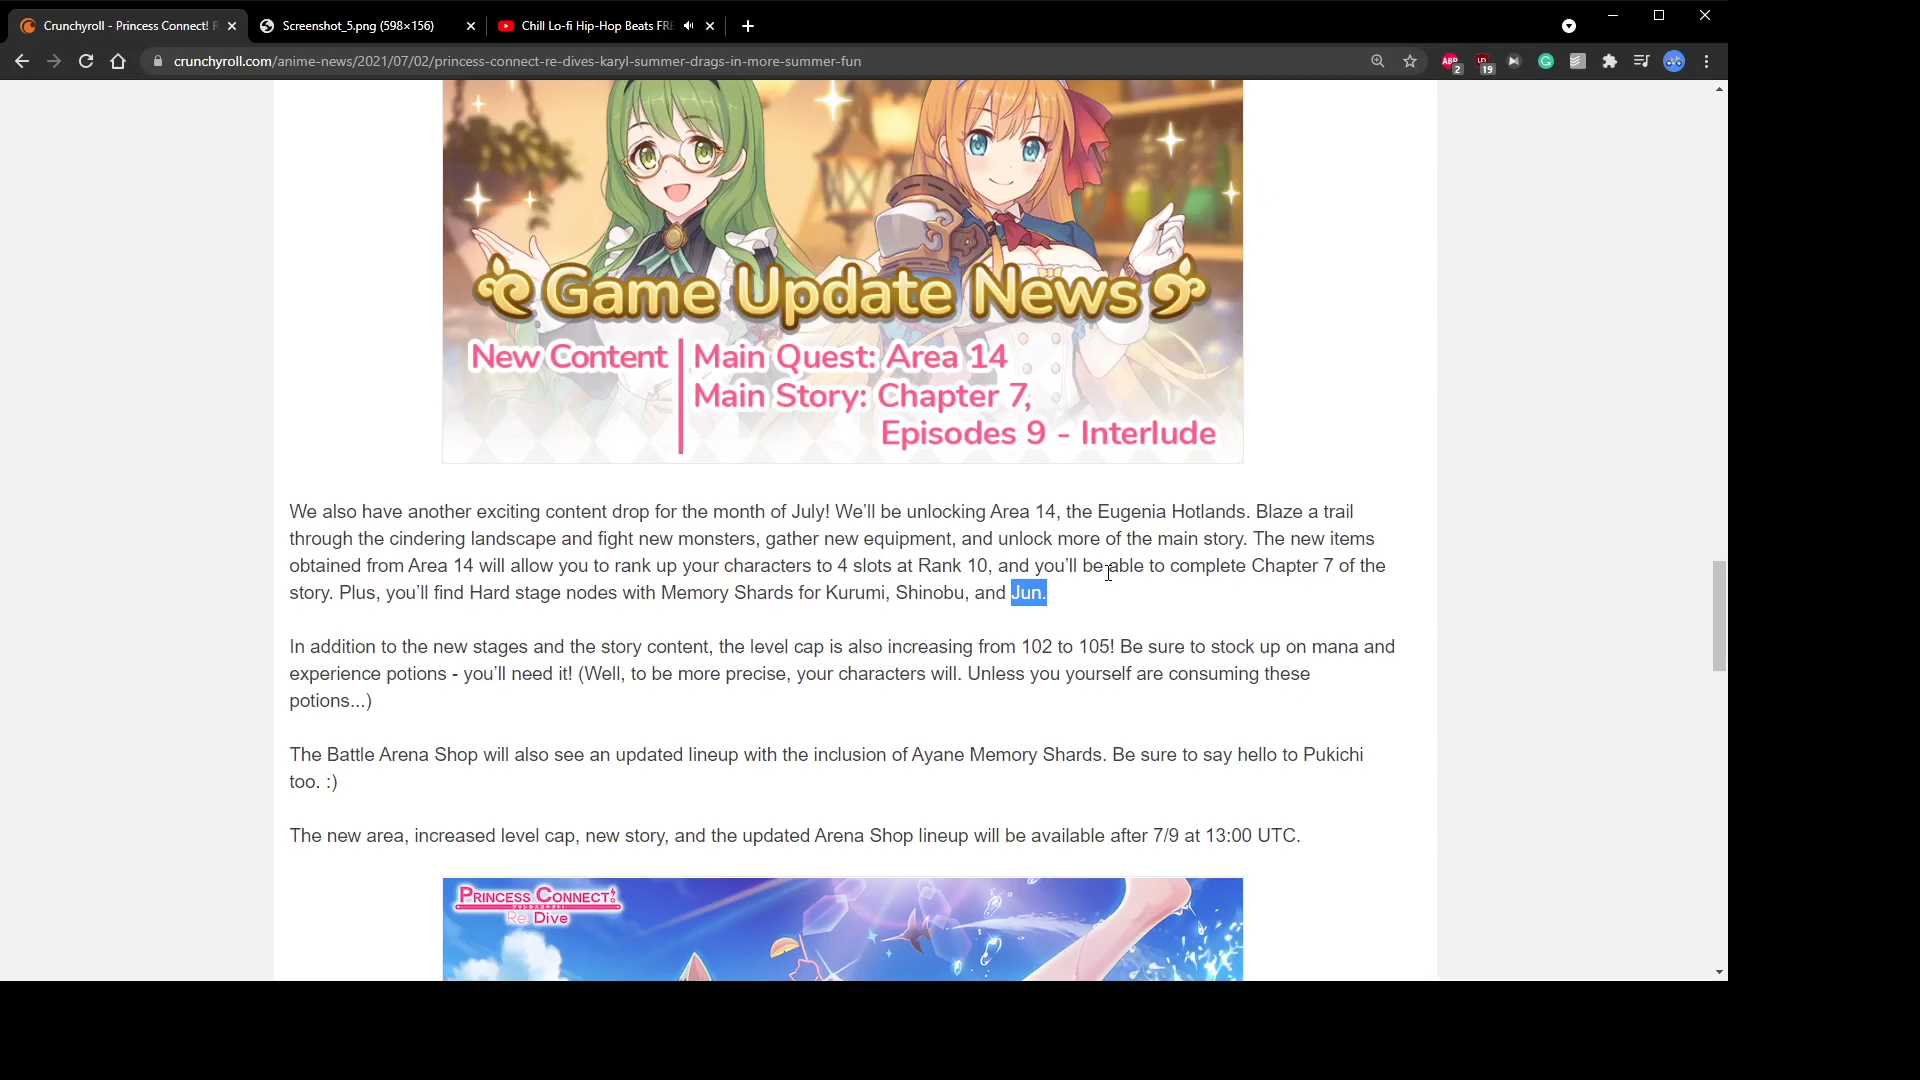 Crunchyroll - Princess Connect! R
Screenshot_5.png (598×156)
Chill Lo-fi Hip-Hop Beats FRE
crunchyroll.com/anime-news/2021/07/02/princess-connect-re-dives-karyl-summer-drags-in-more-summer-fun
ABP
2
19
Game Update News
New Content
Main Quest: Area 14
Main Story: Chapter 7,
Episodes 9 - Interlude
We also have another exciting content drop for the month of July! We’ll be unlocking Area 14, the Eugenia Hotlands. Blaze a trail
through the cindering landscape and fight new monsters, gather new equipment, and unlock more of the main story. The new items
obtained from Area 14 will allow you to rank up your characters to 4 slots at Rank 10, and you’ll be able to complete Chapter 7 of the
story. Plus, you’ll find Hard stage nodes with Memory Shards for Kurumi, Shinobu, and Jun.
In addition to the new stages and the story content, the level cap is also increasing from 102 to 105! Be sure to stock up on mana and
experience potions - you’ll need it! (Well, to be more precise, your characters will. Unless you yourself are consuming these
potions...)
The Battle Arena Shop will also see an updated lineup with the inclusion of Ayane Memory Shards. Be sure to say hello to Pukichi
too. :)
The new area, increased level cap, new story, and the updated Arena Shop lineup will be available after 7/9 at 13:00 UTC.
PRINCESS CONNECT!
Re: Dive